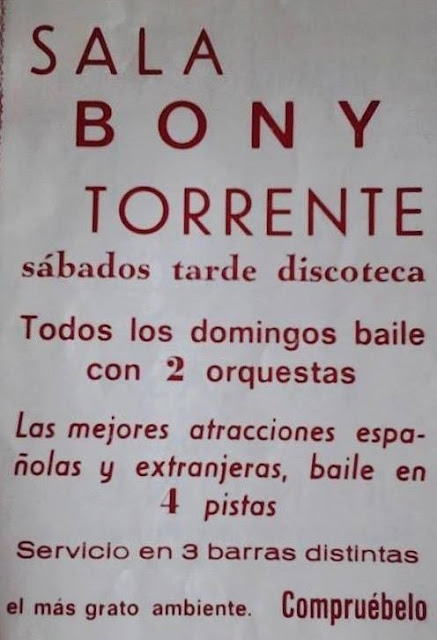 SALA
BONY
TORRENTE
sábados tarde discoteca
Todos los domingos baile
con 2 orquestas
Las mejores atracciones espa-
ñolas y extranjeras, baile en
4 pistas
Servicio en 3 barras distintas
el más grato ambiente. Compruébelo